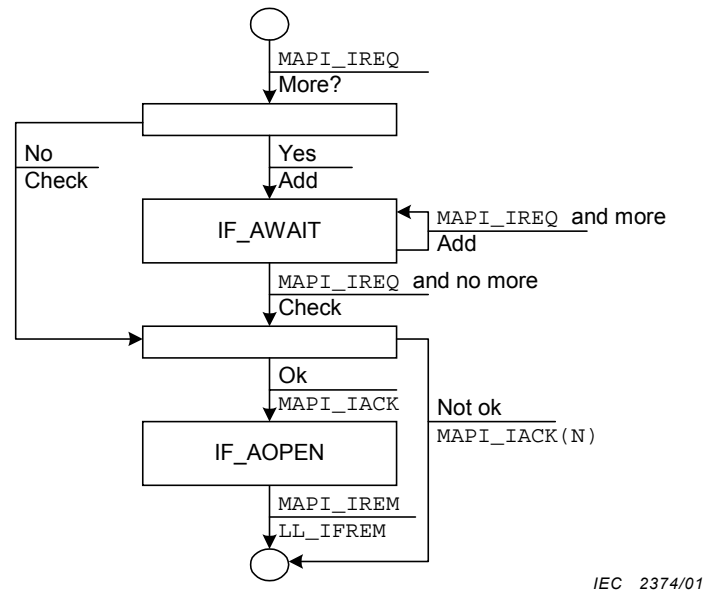 MAPI_IREQ
More?
No
Check
Yes
Add
IF_AWAIT
MAPI_IREQ and more
Add
MAPI_IREQ and no more
Check
Ok
MAPI_IACK
Not ok
MAPI_IACK(N)
IF_AOPEN
MAPI_IREM
LL_IFREM
IEC 2374/01